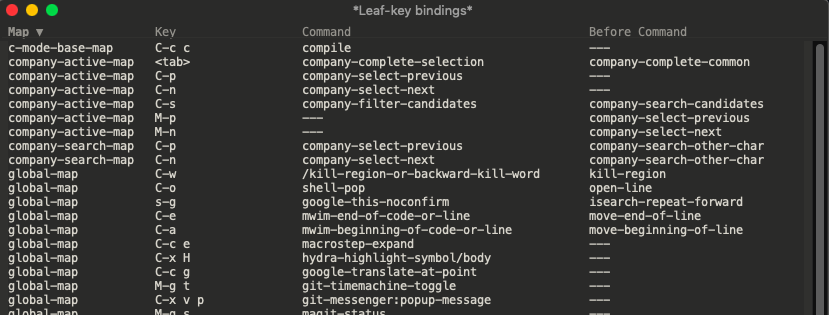 *Leaf-key bindings*
Map ▼ Key Command Before Command
c-mode-base-map C-c c compile ---
company-active-map <tab> company-complete-selection company-complete-common
company-active-map C-p company-select-previous ---
company-active-map C-n company-select-next ---
company-active-map C-s company-filter-candidates company-search-candidates
company-active-map M-p --- company-select-previous
company-active-map M-n --- company-select-next
company-search-map C-p company-select-previous company-search-other-char
company-search-map C-n company-select-next company-search-other-char
global-map C-w /kill-region-or-backward-kill-word kill-region
global-map C-o shell-pop open-line
global-map s-g google-this-noconfirm isearch-repeat-forward
global-map C-e mwim-end-of-code-or-line move-end-of-line
global-map C-a mwim-beginning-of-code-or-line move-beginning-of-line
global-map C-c e macrostep-expand ---
global-map C-x H hydra-highlight-symbol/body ---
global-map C-c g google-translate-at-point ---
global-map M-g t git-timemachine-toggle ---
global-map C-x v p git-messenger:popup-message ---
global-map M-g s magit-status ---